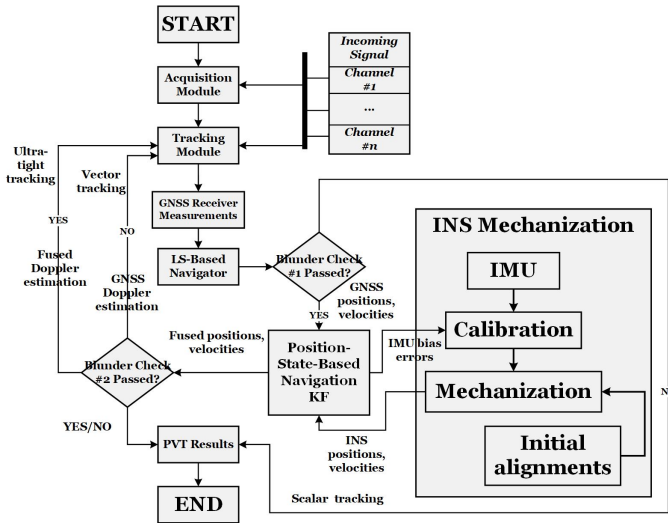 START
Incoming
Signal
Acquisition
Module
Channel
#1
...
Ultra-
tight
tracking
Vector
tracking
Tracking
Module
Channel
#n
YES
NO
GNSS Receiver
Measurements
INS Mechanization
Fused
Doppler
estimation
GNSS
Doppler
estimation
LS-Based
Navigator
Blunder Check
#1 Passed?
IMU
GNSS
positions,
velocities
YES
Fused positions,
velocities
Position-
State-Based
Navigation
KF
IMU bias
errors
Calibration
Blunder Check
#2 Passed?
Mechanization
N
YES/NO
PVT Results
INS
positions,
velocities
Initial
alignments
END
Scalar tracking